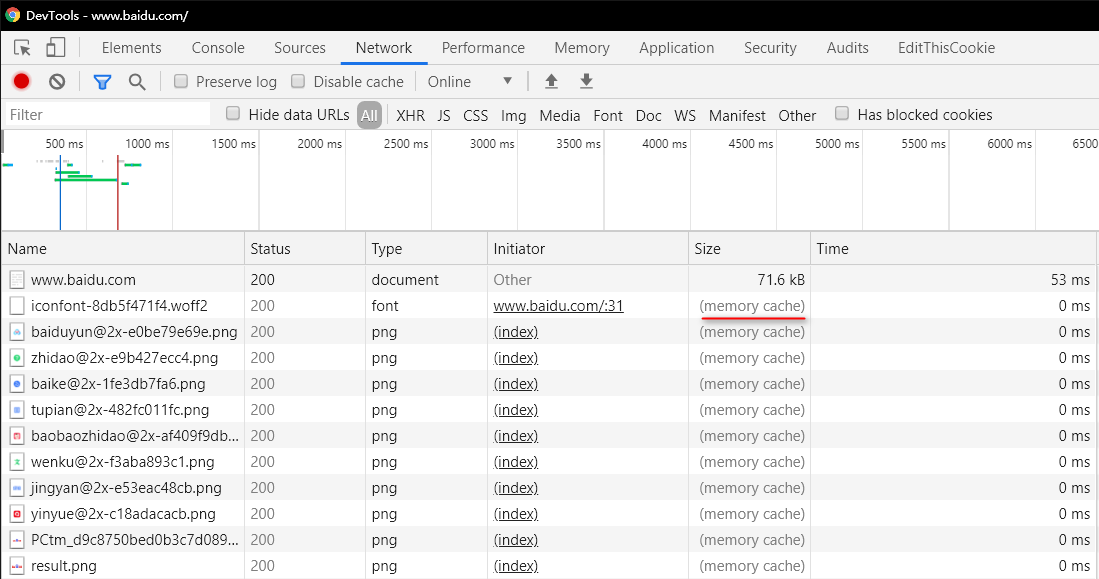 DevTools - www.baidu.com/
Elements Console Sources Network Performance Memory Application Security Audits EditThisCookie
Preserve log Disable cache Online
Filter Hide data URLs All XHR JS CSS Img Media Font Doc WS Manifest Other Has blocked cookies
500 ms 1000 ms 1500 ms 2000 ms 2500 ms 3000 ms 3500 ms 4000 ms 4500 ms 5000 ms 5500 ms 6000 ms 6500
Name Status Type Initiator Size Time
www.baidu.com 200 document Other 71.6 kB 53 ms
iconfont-8db5f471f4.woff2 200 font www.baidu.com/:31 (memory cache) 0 ms
baiduyun@2x-e0be79e69e.png 200 png (index) (memory cache) 0 ms
zhidao@2x-e9b427ecc4.png 200 png (index) (memory cache) 0 ms
baike@2x-1fe3db7fa6.png 200 png (index) (memory cache) 0 ms
tupian@2x-482fc011fc.png 200 png (index) (memory cache) 0 ms
baobaozhidao@2x-af409f9db... 200 png (index) (memory cache) 0 ms
wenku@2x-f3aba893c1.png 200 png (index) (memory cache) 0 ms
jingyan@2x-e53eac48cb.png 200 png (index) (memory cache) 0 ms
yinyue@2x-c18adacacb.png 200 png (index) (memory cache) 0 ms
PCtm_d9c8750bed0b3c7d089... 200 png (index) (memory cache) 0 ms
result.png 200 png (index) (memory cache) 0 ms